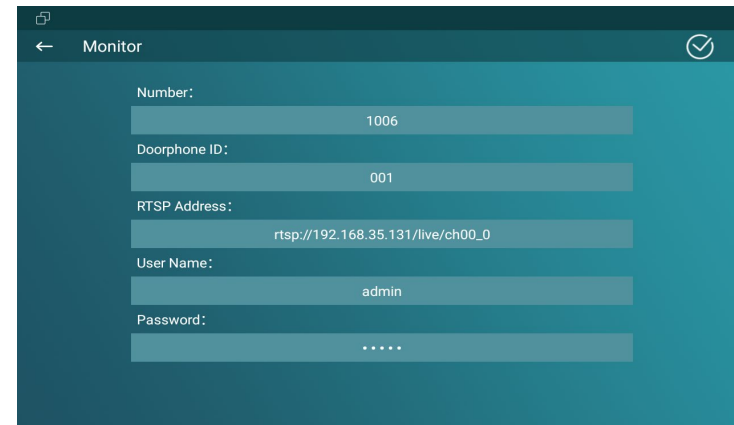 Monitor
Number:
1006
Doorphone ID:
001
RTSP Address:
rtsp://192.168.35.131/live/ch00_0
User Name:
admin
Password:
•••••